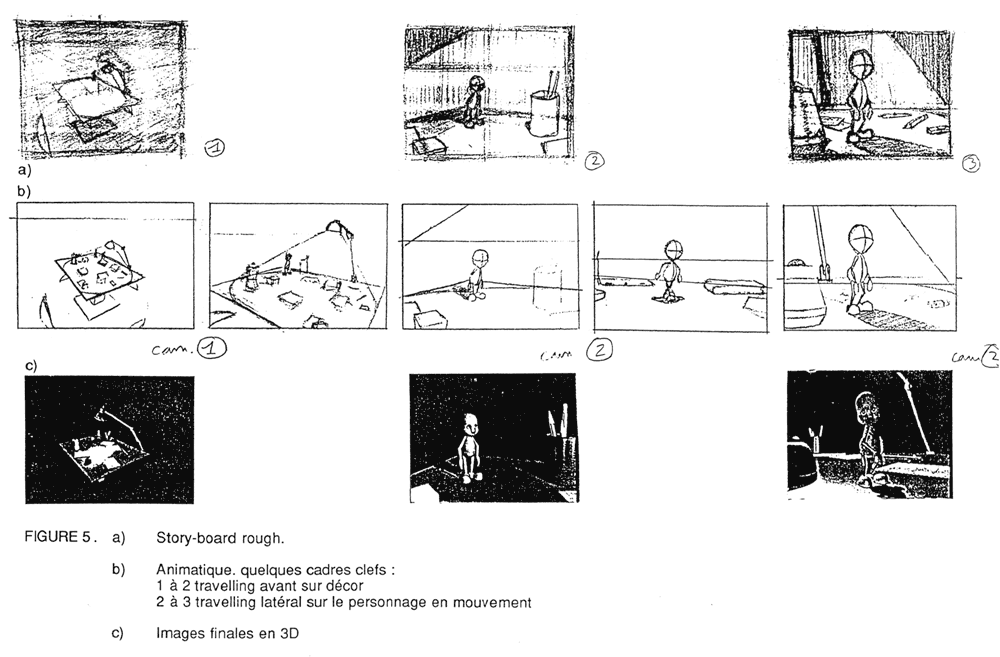 1
2
3
a)
b)
cam. 1
cam 2
cam 2
c)
FIGURE 5. a) Story-board rough.
b) Animatique. quelques cadres clefs :
1 à 2 travelling avant sur décor
2 à 3 travelling latéral sur le personnage en mouvement
c) Images finales en 3D